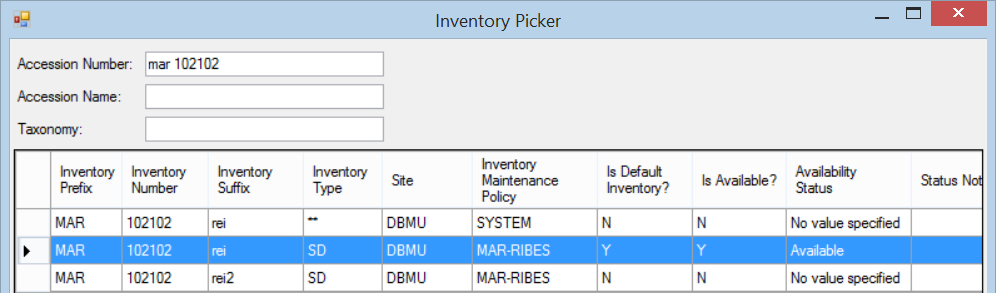 Inventory Picker
Accession Number: mar 102102
Accession Name:
Taxonomy:
Inventory Prefix Inventory Number Inventory Suffix Inventory Type Site Inventory Maintenance Policy Is Default Inventory? Is Available? Availability Status Status Not
MAR 102102 rei ** DBMU SYSTEM N N No value specified
MAR 102102 rei SD DBMU MAR-RIBES Y Y Available
MAR 102102 rei2 SD DBMU MAR-RIBES N N No value specified